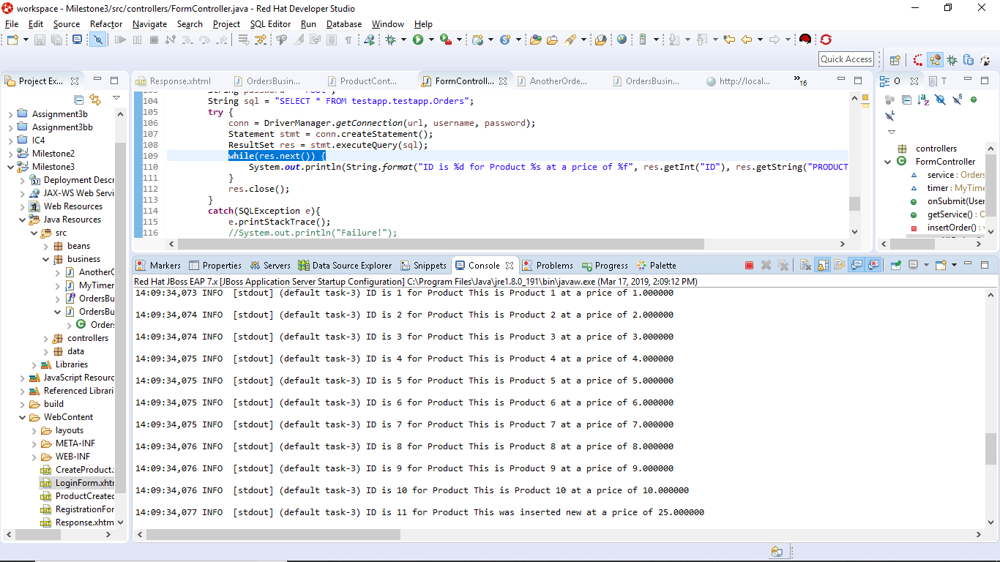 workspace - Milestone3/src/controllers/FormController.java - Red Hat Developer Studio
File Edit Source Refactor Navigate Search Project SQL Editor Run Database Window Help
Quick Access
Project Ex...
Response.xhtml OrdersBusin... ProductCont... FormControll... AnotherOrde... OrdersBusin... http://local... »16
O T
Assignment3b
Assignment3bb
IC4
Milestone2
Milestone3
Deployment Descr
JAX-WS Web Servi
Web Resources
Java Resources
src
beans
business
AnotherO
MyTimer
OrdersBu
OrdersBu
Orders
controllers
data
Libraries
JavaScript Resourc
Referenced Librari
build
WebContent
layouts
META-INF
WEB-INF
CreateProduct.
LoginForm.xhtm
ProductCreated
RegistrationFor
Response.xhtm
104 String sql = "SELECT * FROM testapp.testapp.Orders";
105 try {
106 conn = DriverManager.getConnection(url, username, password);
107 Statement stmt = conn.createStatement();
108 ResultSet res = stmt.executeQuery(sql);
109 while(res.next()) {
110 System.out.println(String.format("ID is %d for Product %s at a price of %f", res.getInt("ID"), res.getString("PRODUCT
111 }
112 res.close();
113 }
114 catch(SQLException e){
115 e.printStackTrace();
116 //System.out.println("Failure!");
controllers
FormController
service : Orders
timer : MyTime
onSubmit(User
getService() : O
insertOrder() : v
Markers Properties Servers Data Source Explorer Snippets Console Problems Progress Palette
Red Hat JBoss EAP 7.x [JBoss Application Server Startup Configuration] C:\Program Files\Java\jre1.8.0_191\bin\javaw.exe (Mar 17, 2019, 2:09:12 PM)
14:09:34,073 INFO [stdout] (default task-3) ID is 1 for Product This is Product 1 at a price of 1.000000
14:09:34,074 INFO [stdout] (default task-3) ID is 2 for Product This is Product 2 at a price of 2.000000
14:09:34,074 INFO [stdout] (default task-3) ID is 3 for Product This is Product 3 at a price of 3.000000
14:09:34,075 INFO [stdout] (default task-3) ID is 4 for Product This is Product 4 at a price of 4.000000
14:09:34,075 INFO [stdout] (default task-3) ID is 5 for Product This is Product 5 at a price of 5.000000
14:09:34,075 INFO [stdout] (default task-3) ID is 6 for Product This is Product 6 at a price of 6.000000
14:09:34,075 INFO [stdout] (default task-3) ID is 7 for Product This is Product 7 at a price of 7.000000
14:09:34,076 INFO [stdout] (default task-3) ID is 8 for Product This is Product 8 at a price of 8.000000
14:09:34,076 INFO [stdout] (default task-3) ID is 9 for Product This is Product 9 at a price of 9.000000
14:09:34,076 INFO [stdout] (default task-3) ID is 10 for Product This is Product 10 at a price of 10.000000
14:09:34,077 INFO [stdout] (default task-3) ID is 11 for Product This was inserted new at a price of 25.000000